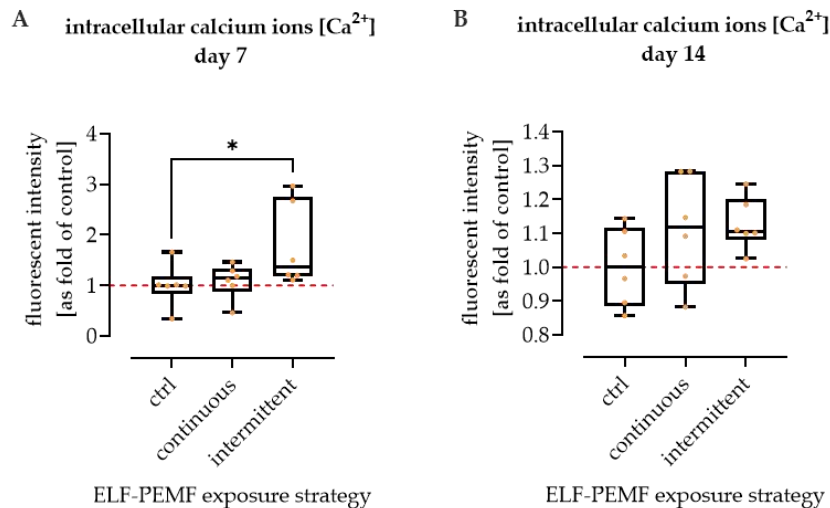 A
intracellular calcium ions [Ca²⁺]
day 7
fluorescent intensity
[as fold of control]
4
3
2
1
0
*
ctrl
continuous
intermittent
ELF-PEMF exposure strategy
B
intracellular calcium ions [Ca²⁺]
day 14
fluorescent intensity
[as fold of control]
1.4
1.3
1.2
1.1
1.0
0.9
0.8
ctrl
continuous
intermittent
ELF-PEMF exposure strategy